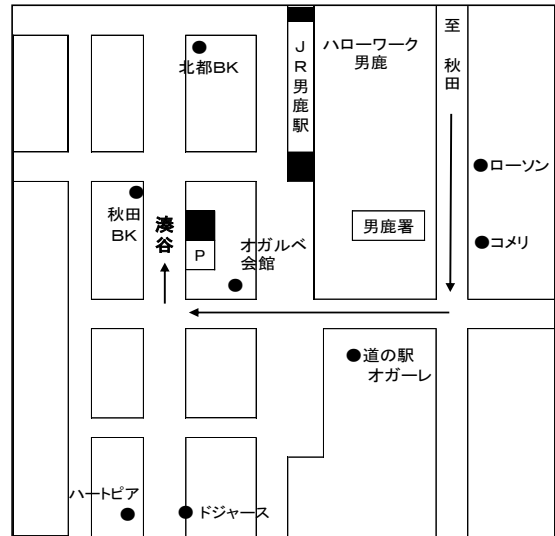 北都BK
JR男鹿駅
ハローワーク
男鹿
至 秋田
ローソン
秋田
BK
湊谷
P
オガルベ
会館
男鹿署
コメリ
道の駅
オガーレ
ハートピア
ドジャース